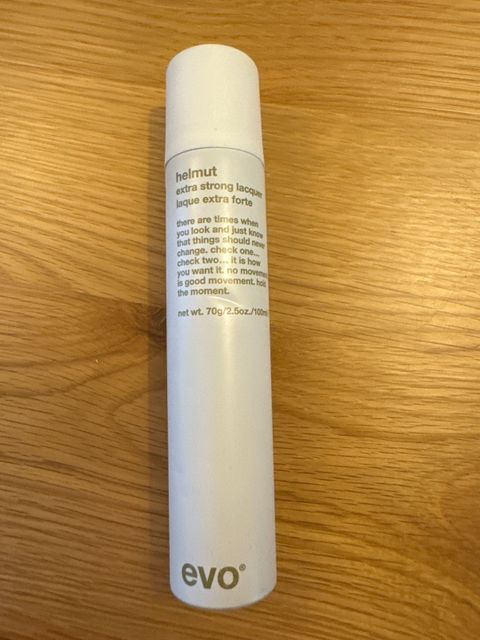 helmut
extra strong lacquer
laque extra forte
there are times when
you look and just know
that things should never
change. check one...
check two... it is how
you want it. no movement
is good movement. hold
the moment.
net wt. 70g/2.5oz./100ml
evo®